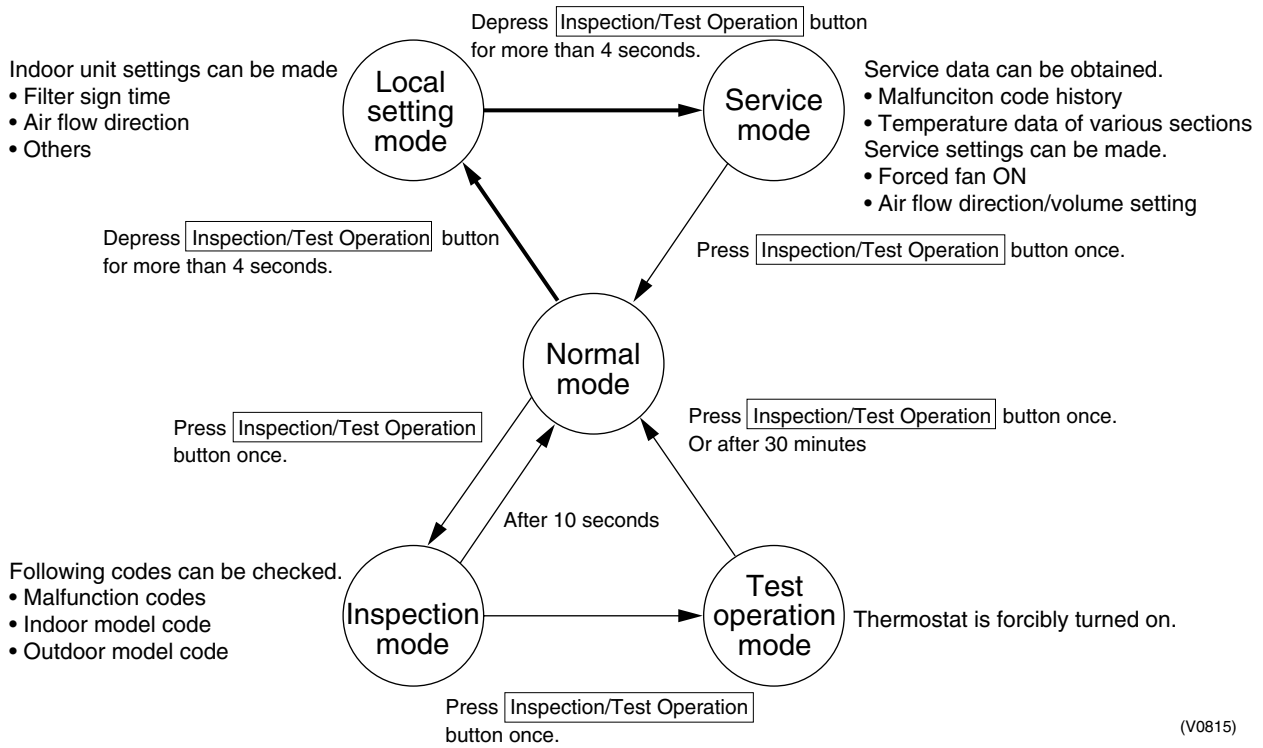 Depress Inspection/Test Operation button
for more than 4 seconds.
Indoor unit settings can be made
• Filter sign time
• Air flow direction
• Others
Local
setting
mode
Service
mode
Service data can be obtained.
• Malfunciton code history
• Temperature data of various sections
Service settings can be made.
• Forced fan ON
• Air flow direction/volume setting
Depress Inspection/Test Operation button
for more than 4 seconds.
Press Inspection/Test Operation button once.
Normal
mode
Press Inspection/Test Operation
button once.
Press Inspection/Test Operation button once.
Or after 30 minutes
After 10 seconds
Following codes can be checked.
• Malfunction codes
• Indoor model code
• Outdoor model code
Inspection
mode
Test
operation
mode
Thermostat is forcibly turned on.
Press Inspection/Test Operation
button once.
(V0815)